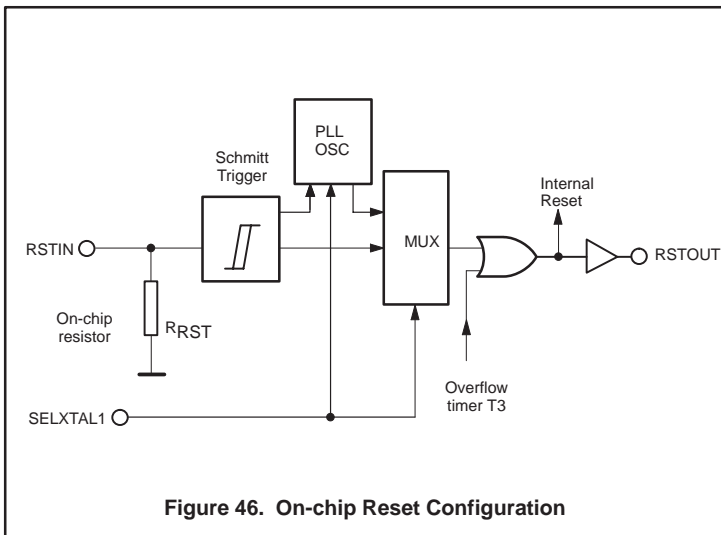 PLL
OSC
Schmitt
Trigger
Internal
Reset
MUX
RSTIN
RSTOUT
On-chip
resistor
RRST
Overflow
timer T3
SELXTAL1
Figure 46. On-chip Reset Configuration